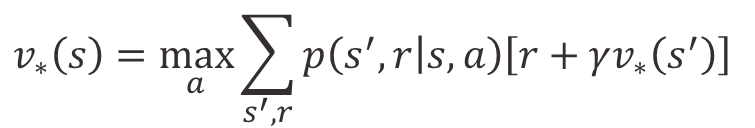 v_*(s) = max_a ∑_{s′,r} p(s′, r|s, a)[r + γv_*(s′)]